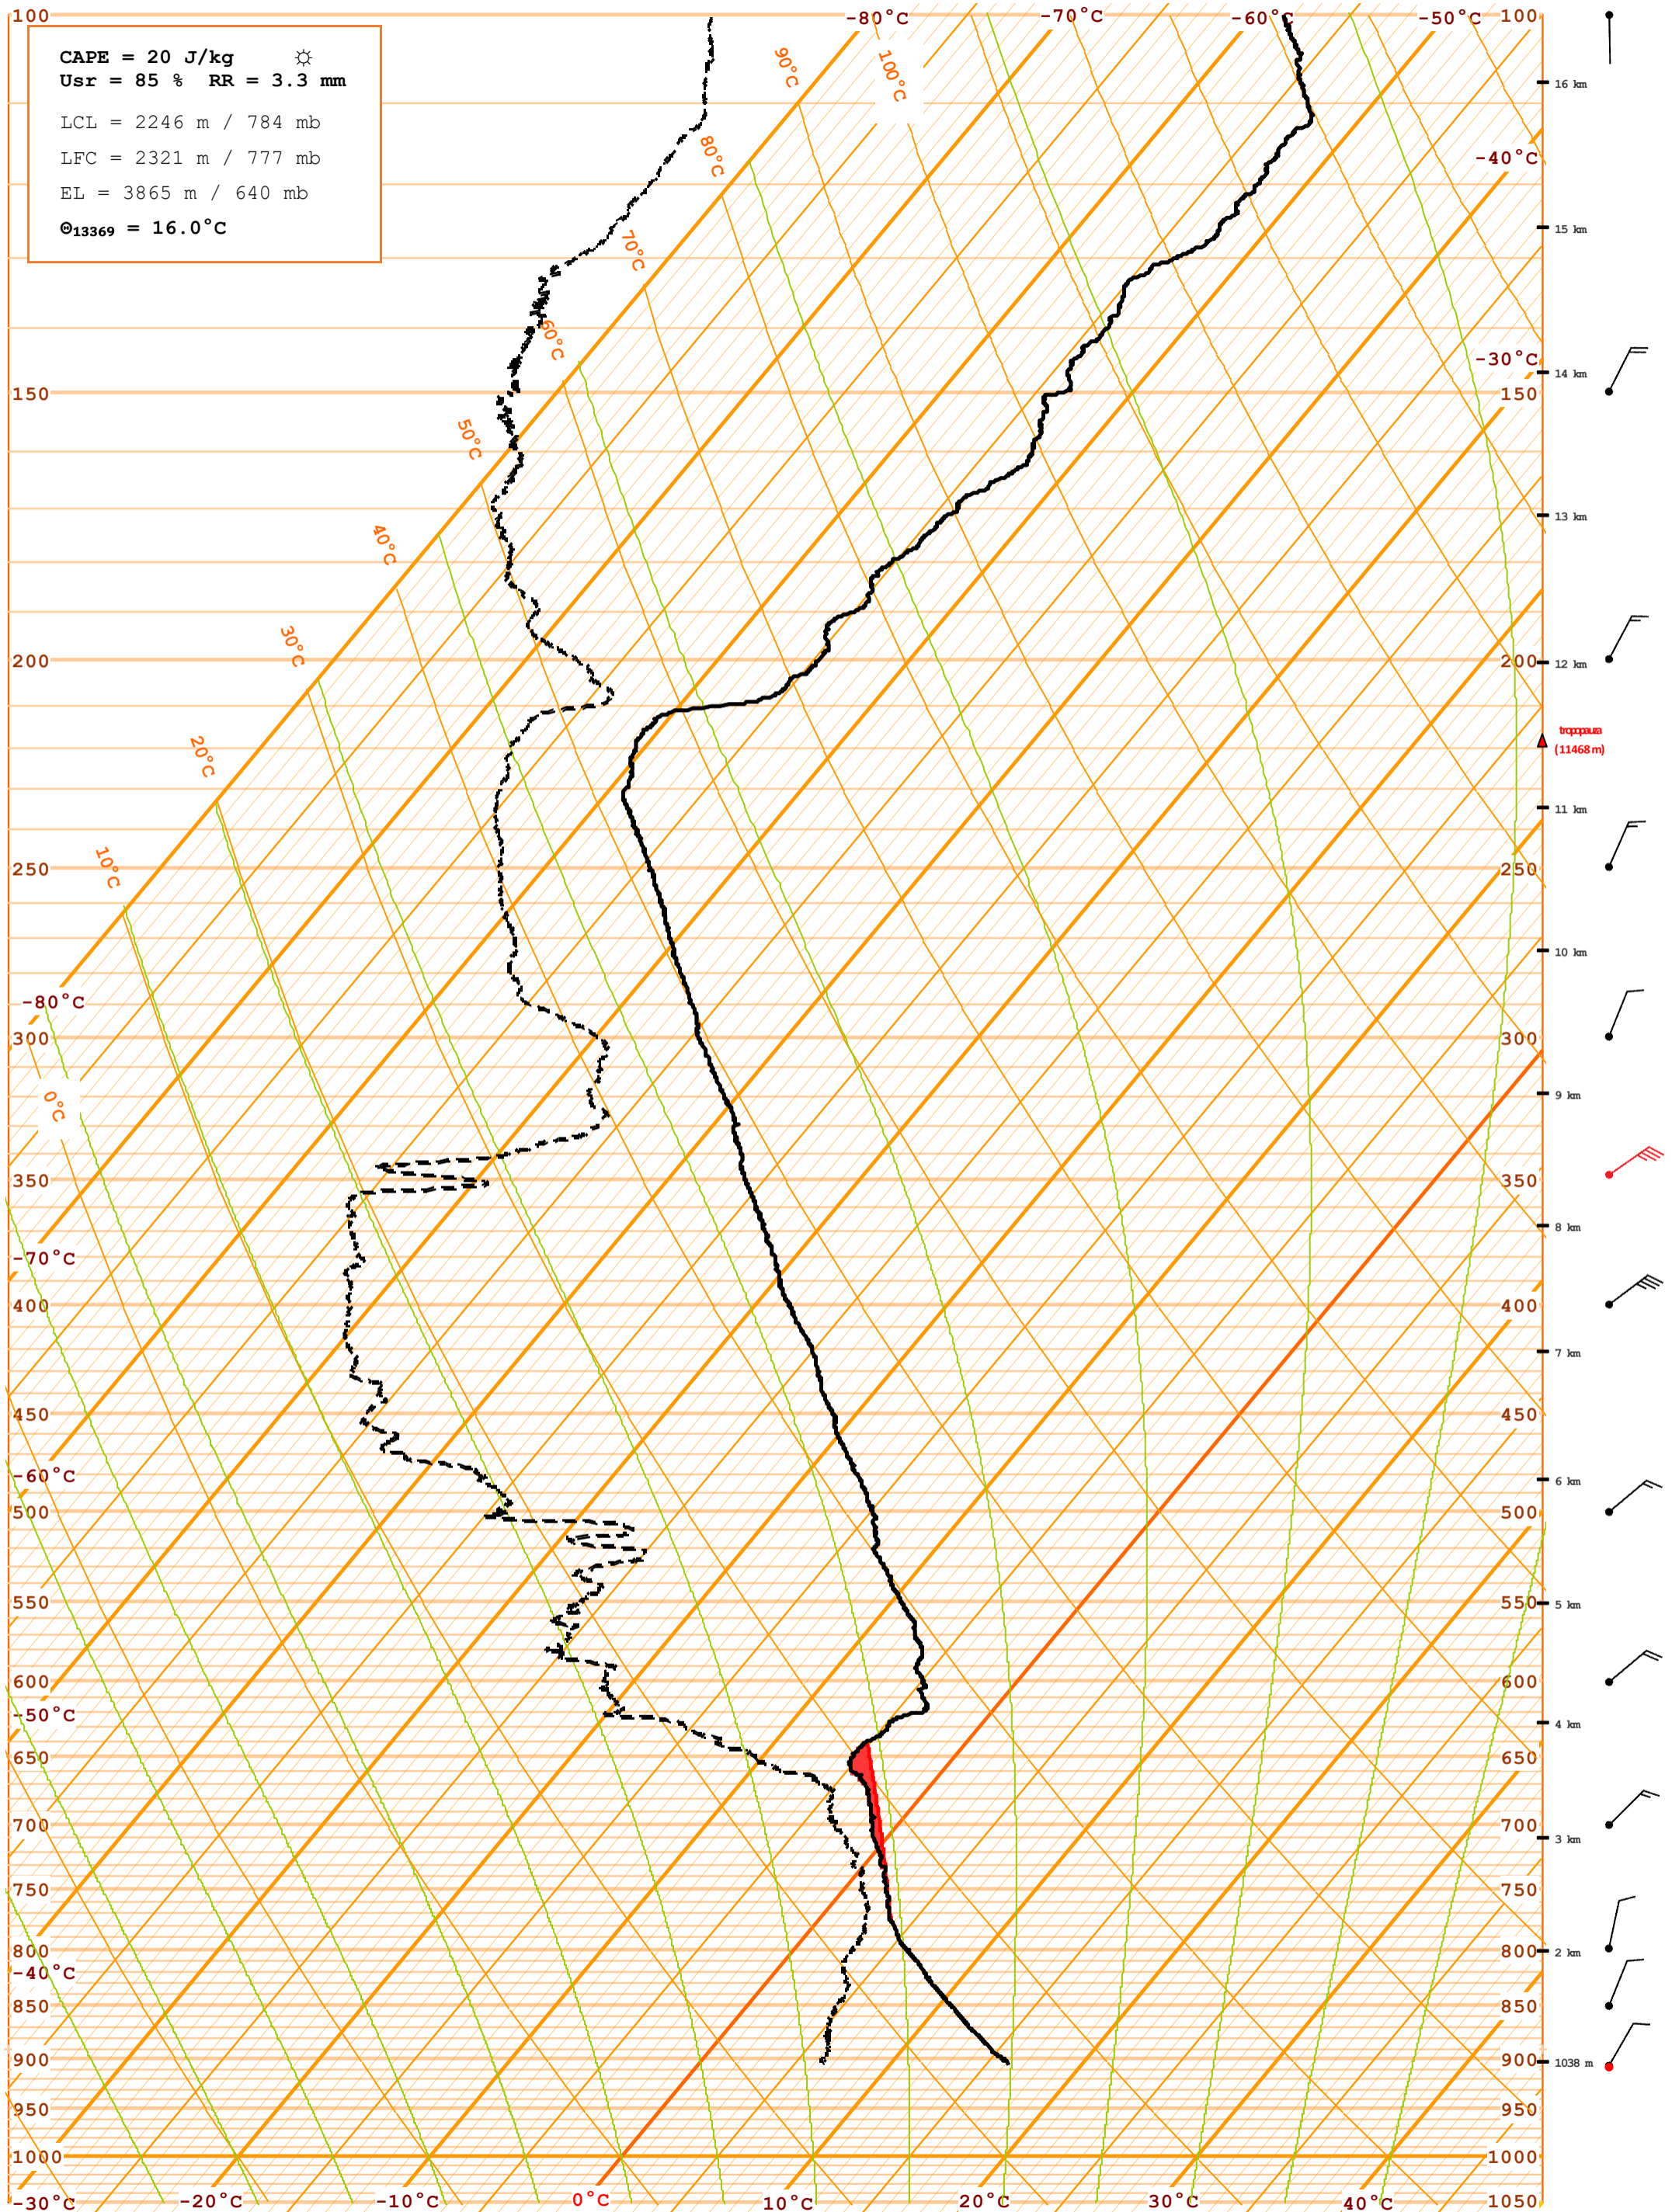 100 -80°C -70°C -60°C -50°C 100
CAPE = 20 J/kg ☼
Usr = 85 % RR = 3.3 mm
LCL = 2246 m / 784 mb
LFC = 2321 m / 777 mb
EL = 3865 m / 640 mb
Θ13369 = 16.0°C
90°C 100°C
16 km
80°C
-40°C
15 km
70°C
60°C
-30°C
14 km
150 150
50°C
13 km
40°C
30°C
200 200
12 km
tropopauza
(11468 m)
20°C
11 km
10°C
250 250
10 km
-80°C
300 300
0°C
9 km
350 350
8 km
-70°C
400 400
7 km
450 450
-60°C
6 km
500 500
550 550
5 km
600 600
-50°C
4 km
650 650
700 700
3 km
750 750
800 800
2 km
-40°C
850 850
900 900
1038 m
950 950
1000 1000
-30°C -20°C -10°C 0°C 10°C 20°C 30°C 40°C 1050